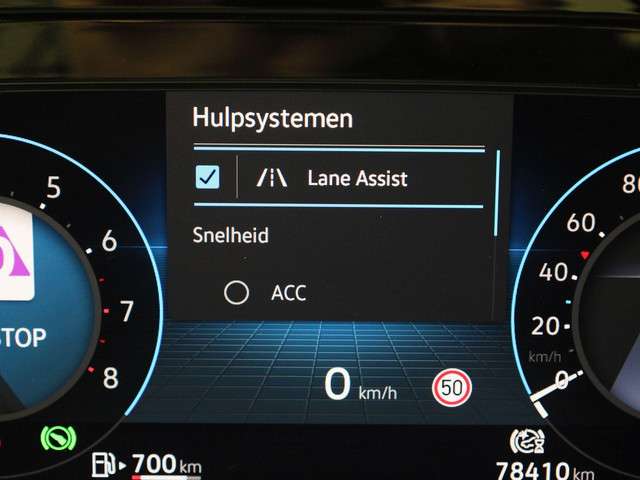 Hulpsystemen
Lane Assist
Snelheid
ACC
5
6
7
8
STOP
80
60
40
20
km/h
0
0 km/h
50
700 km
78410 km